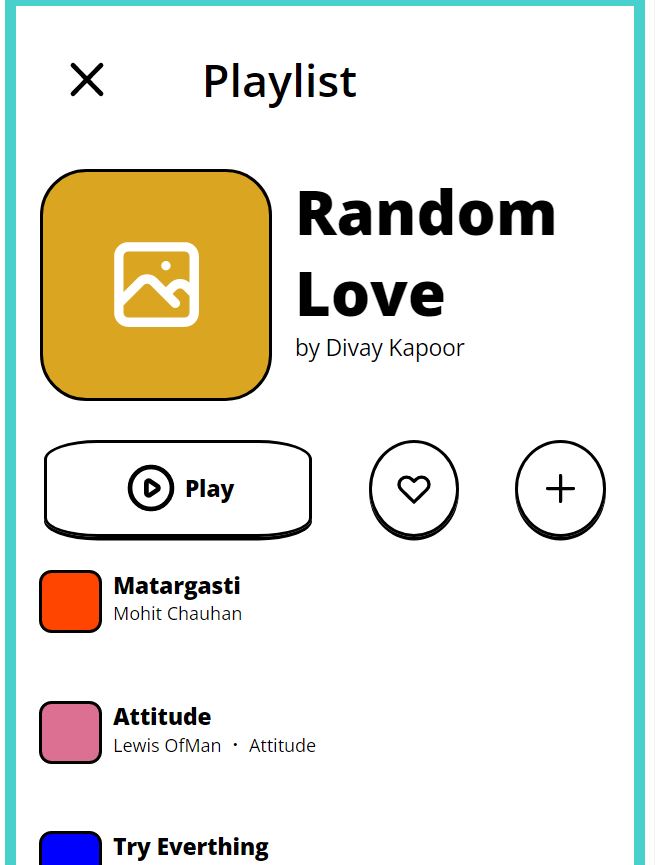 Playlist
Random
Love
by Divay Kapoor
Play
Matargasti
Mohit Chauhan
Attitude
Lewis OfMan · Attitude
Try Everthing